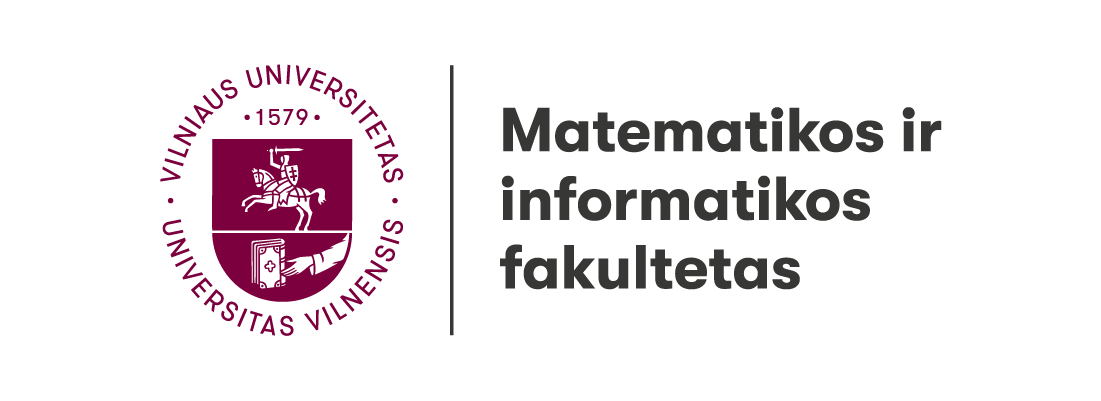 VILNIAUS UNIVERSITETAS
• 1579 •
• UNIVERSITAS VILNENSIS •
Matematikos ir
informatikos
fakultetas